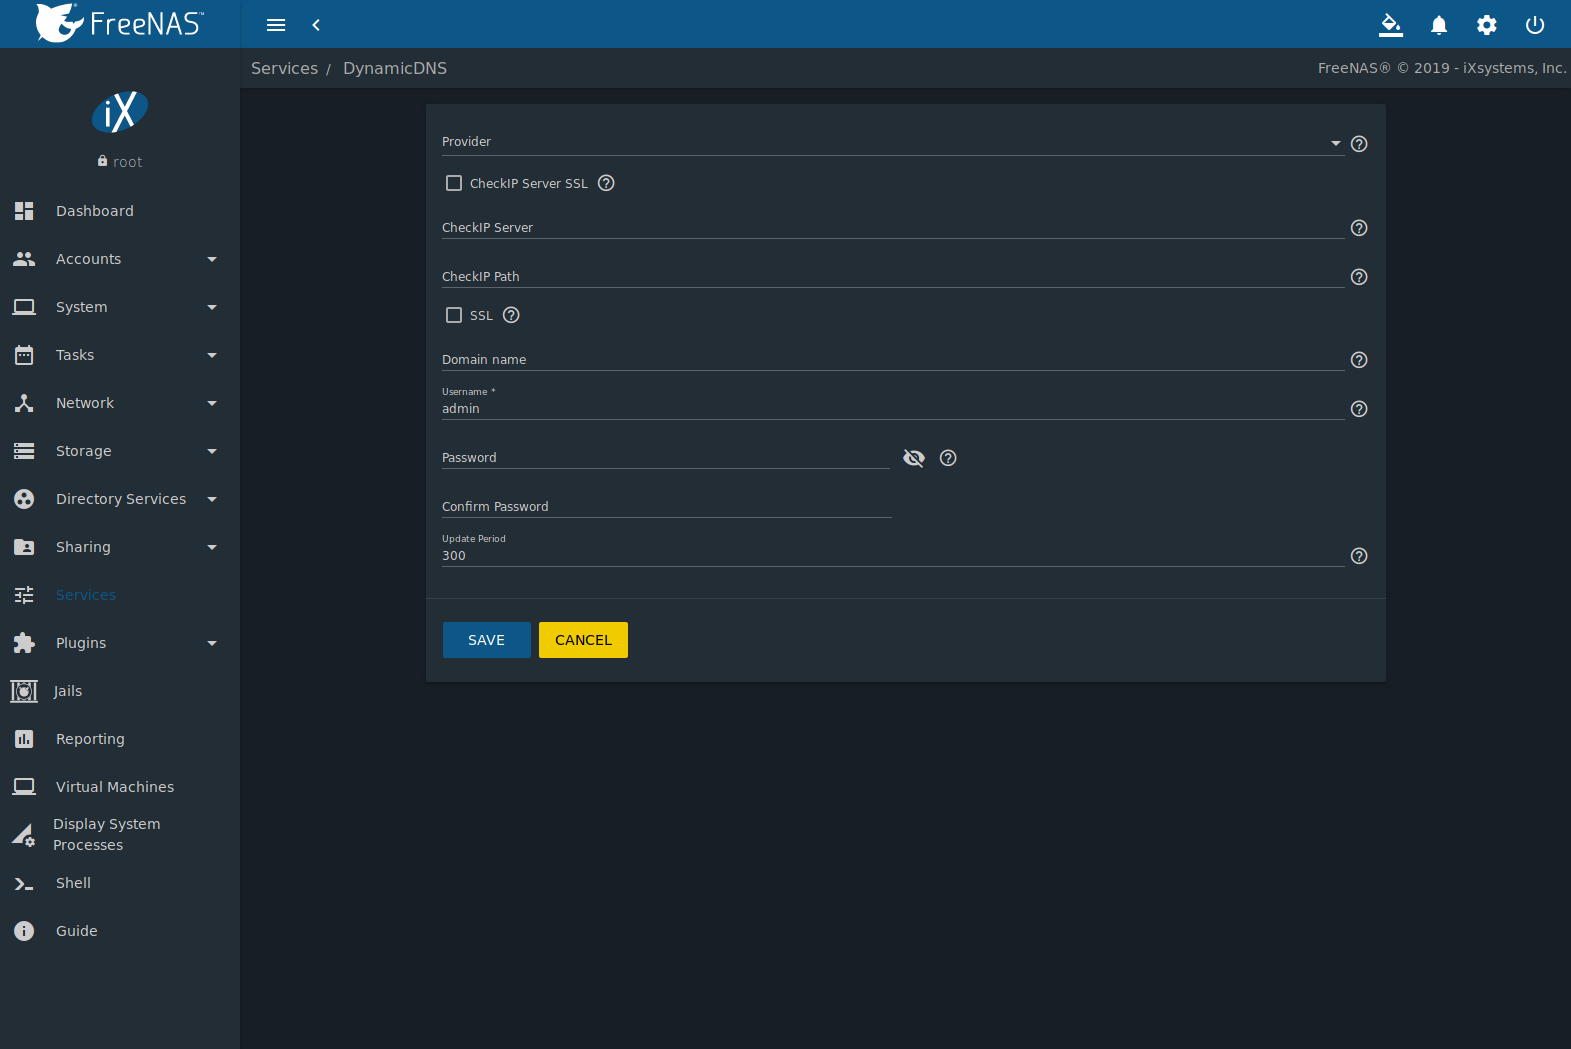 FreeNAS™
Services / DynamicDNS
FreeNAS® © 2019 - iXsystems, Inc.
iX
root
Dashboard
Accounts
System
Tasks
Network
Storage
Directory Services
Sharing
Services
Plugins
Jails
Reporting
Virtual Machines
Display System
Processes
Shell
Guide
Provider
CheckIP Server SSL
CheckIP Server
CheckIP Path
SSL
Domain name
Username *
admin
Password
Confirm Password
Update Period
300
SAVE
CANCEL